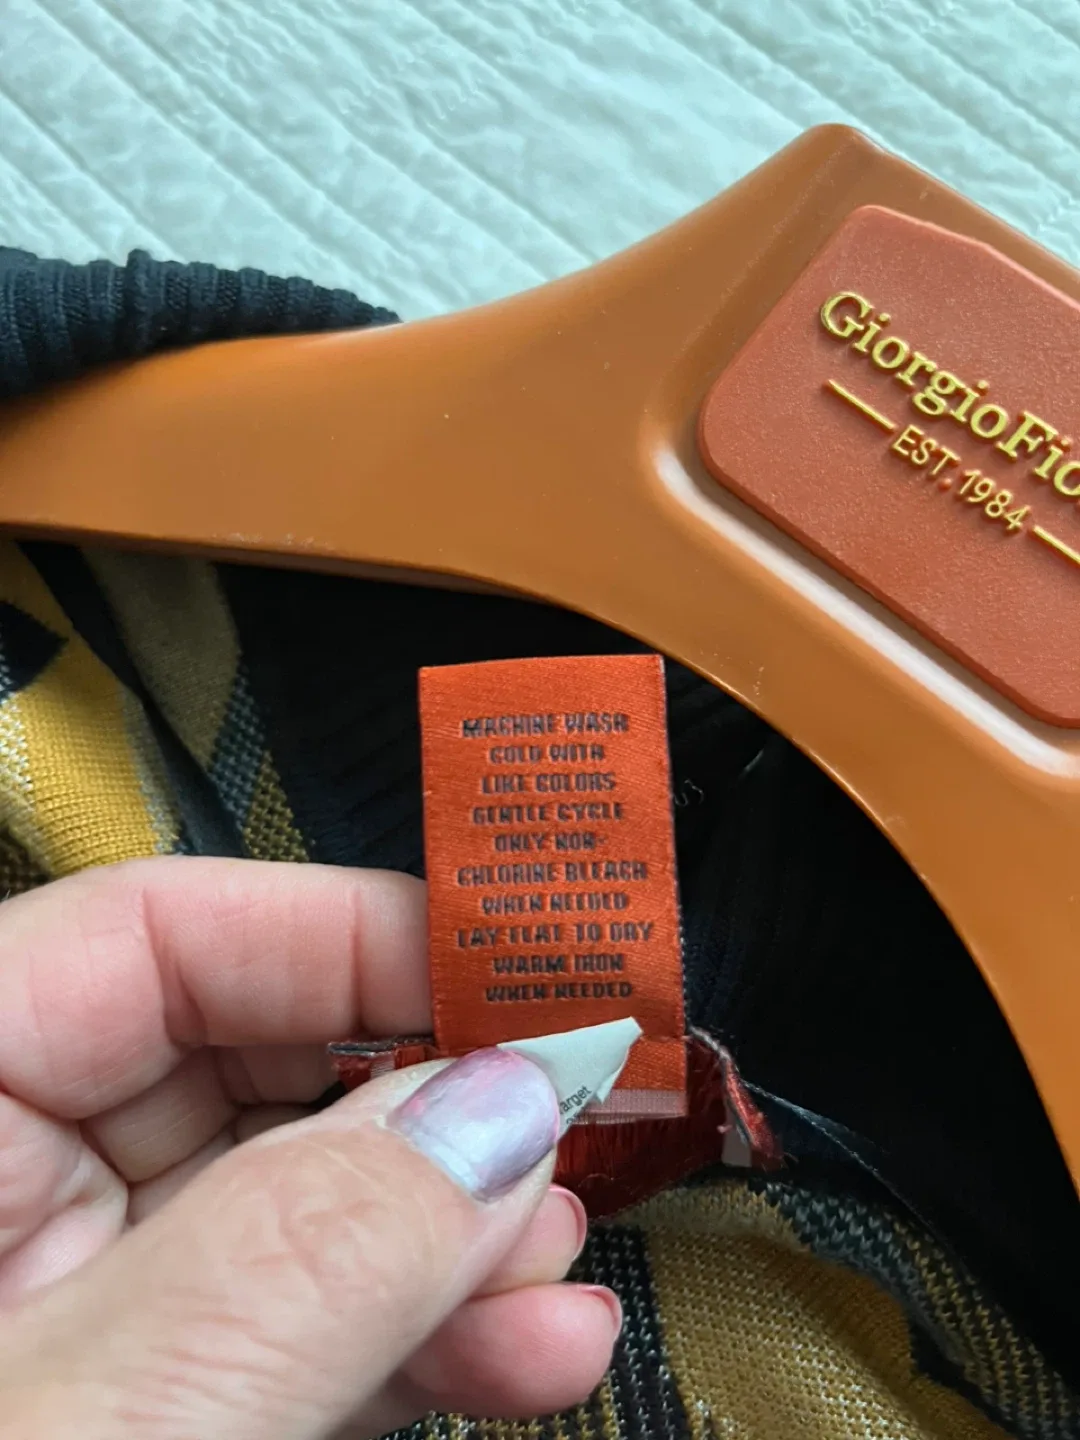 GiorgioFio
EST. 1984
MACHINE WASH
COLD WITH
LIKE COLORS
GENTLE CYCLE
ONLY NON-
CHLORINE BLEACH
WHEN NEEDED
LAY FLAT TO DRY
WARM IRON
WHEN NEEDED
arget